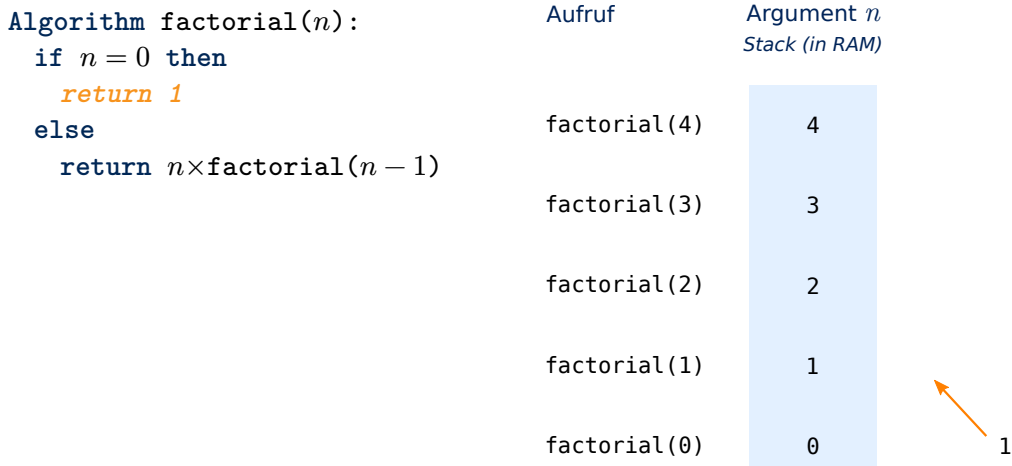 Algorithm factorial(n):
if n = 0 then
return 1
else
return n×factorial(n − 1)
Aufruf Argument n
Stack (in RAM)
factorial(4) 4
factorial(3) 3
factorial(2) 2
factorial(1) 1
factorial(0) 0 1